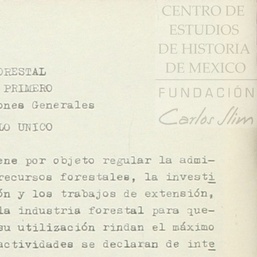 CENTRO DE
ESTUDIOS
DE HISTORIA
DE MEXICO
FUNDACIÓN
Carlos Slim
ORESTAL
PRIMERO
ones Generales
LO UNICO
ene por objeto regular la admi-
recursos forestales, la investi
ón y los trabajos de extensión,
la industria forestal para que-
su utilización rindan el máximo
actividades se declaran de inte